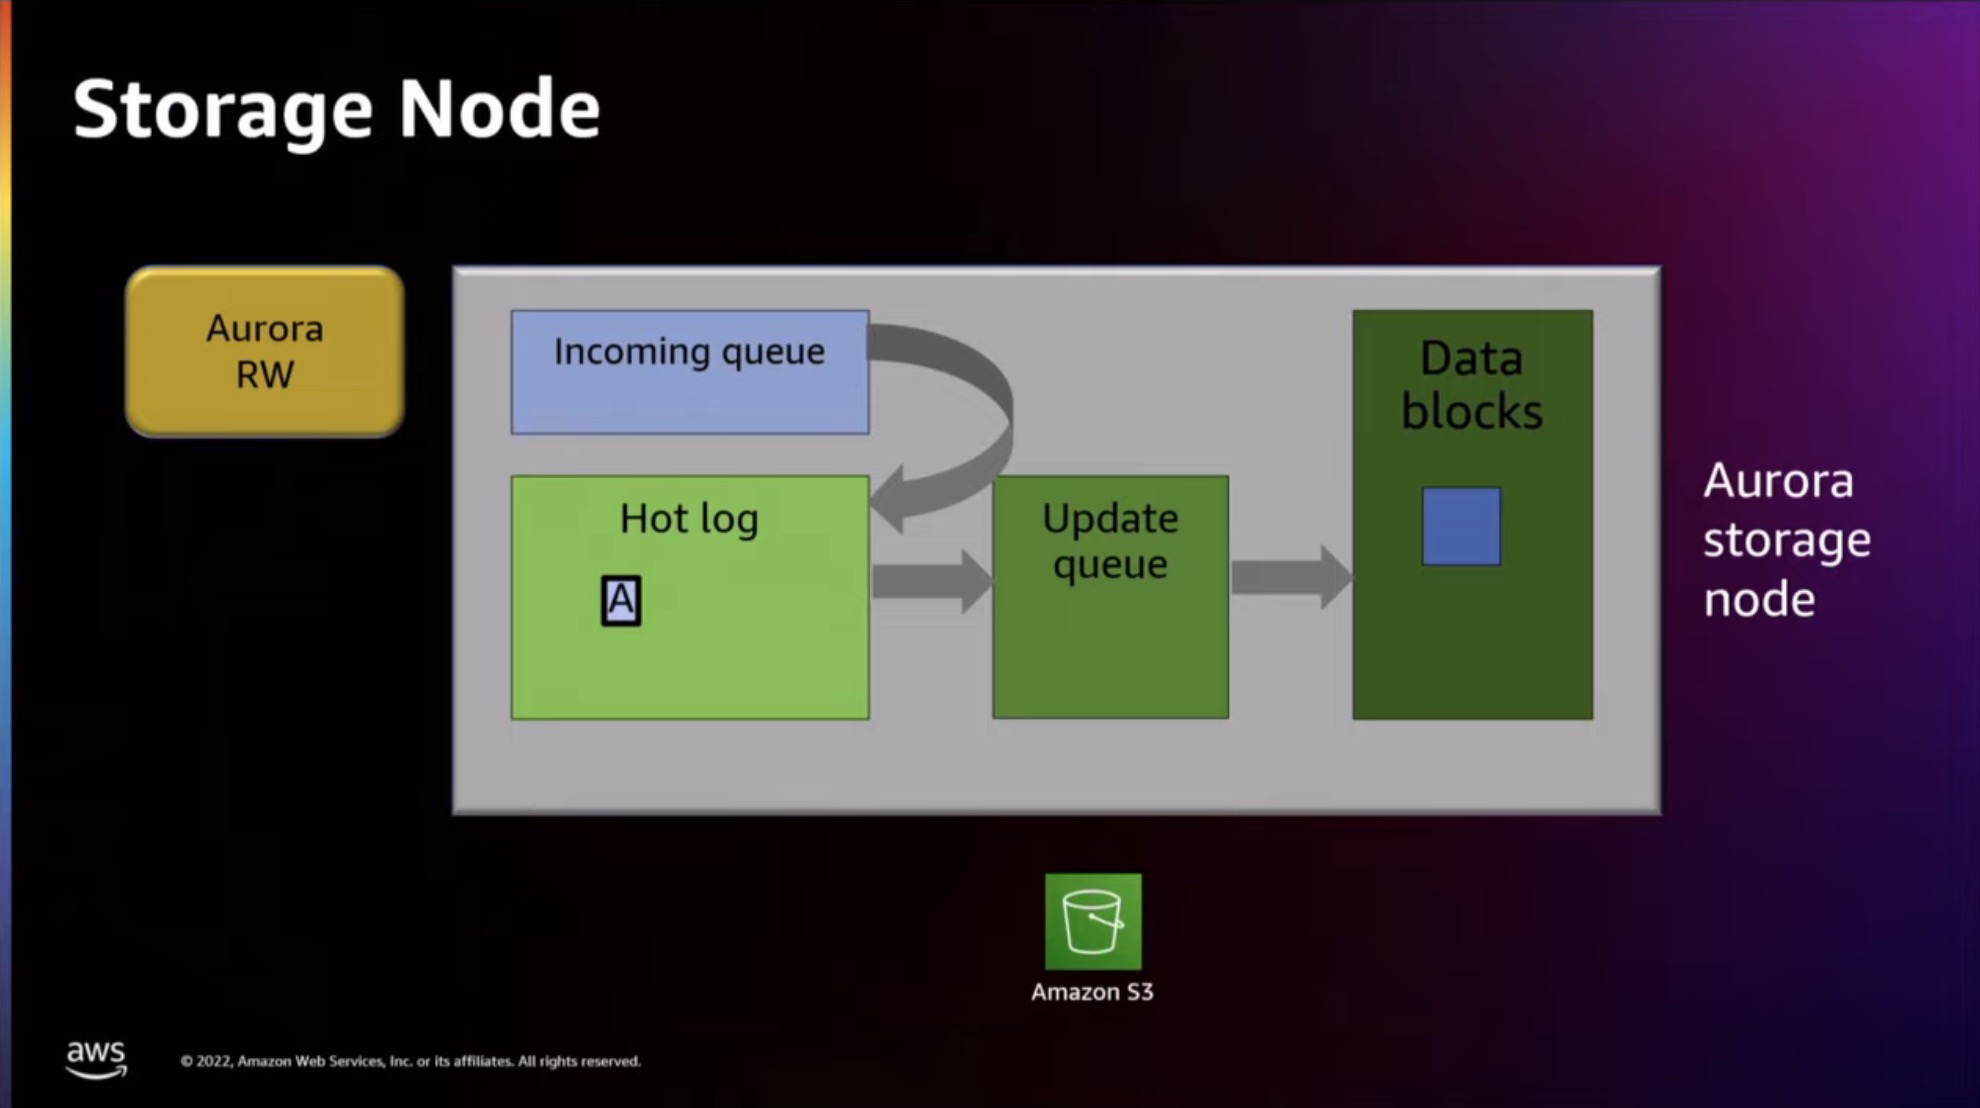 Storage Node
Aurora
RW
Incoming queue
Hot log
A
Update
queue
Data
blocks
Aurora
storage
node
Amazon S3
aws
© 2022, Amazon Web Services, Inc. or its affiliates. All rights reserved.